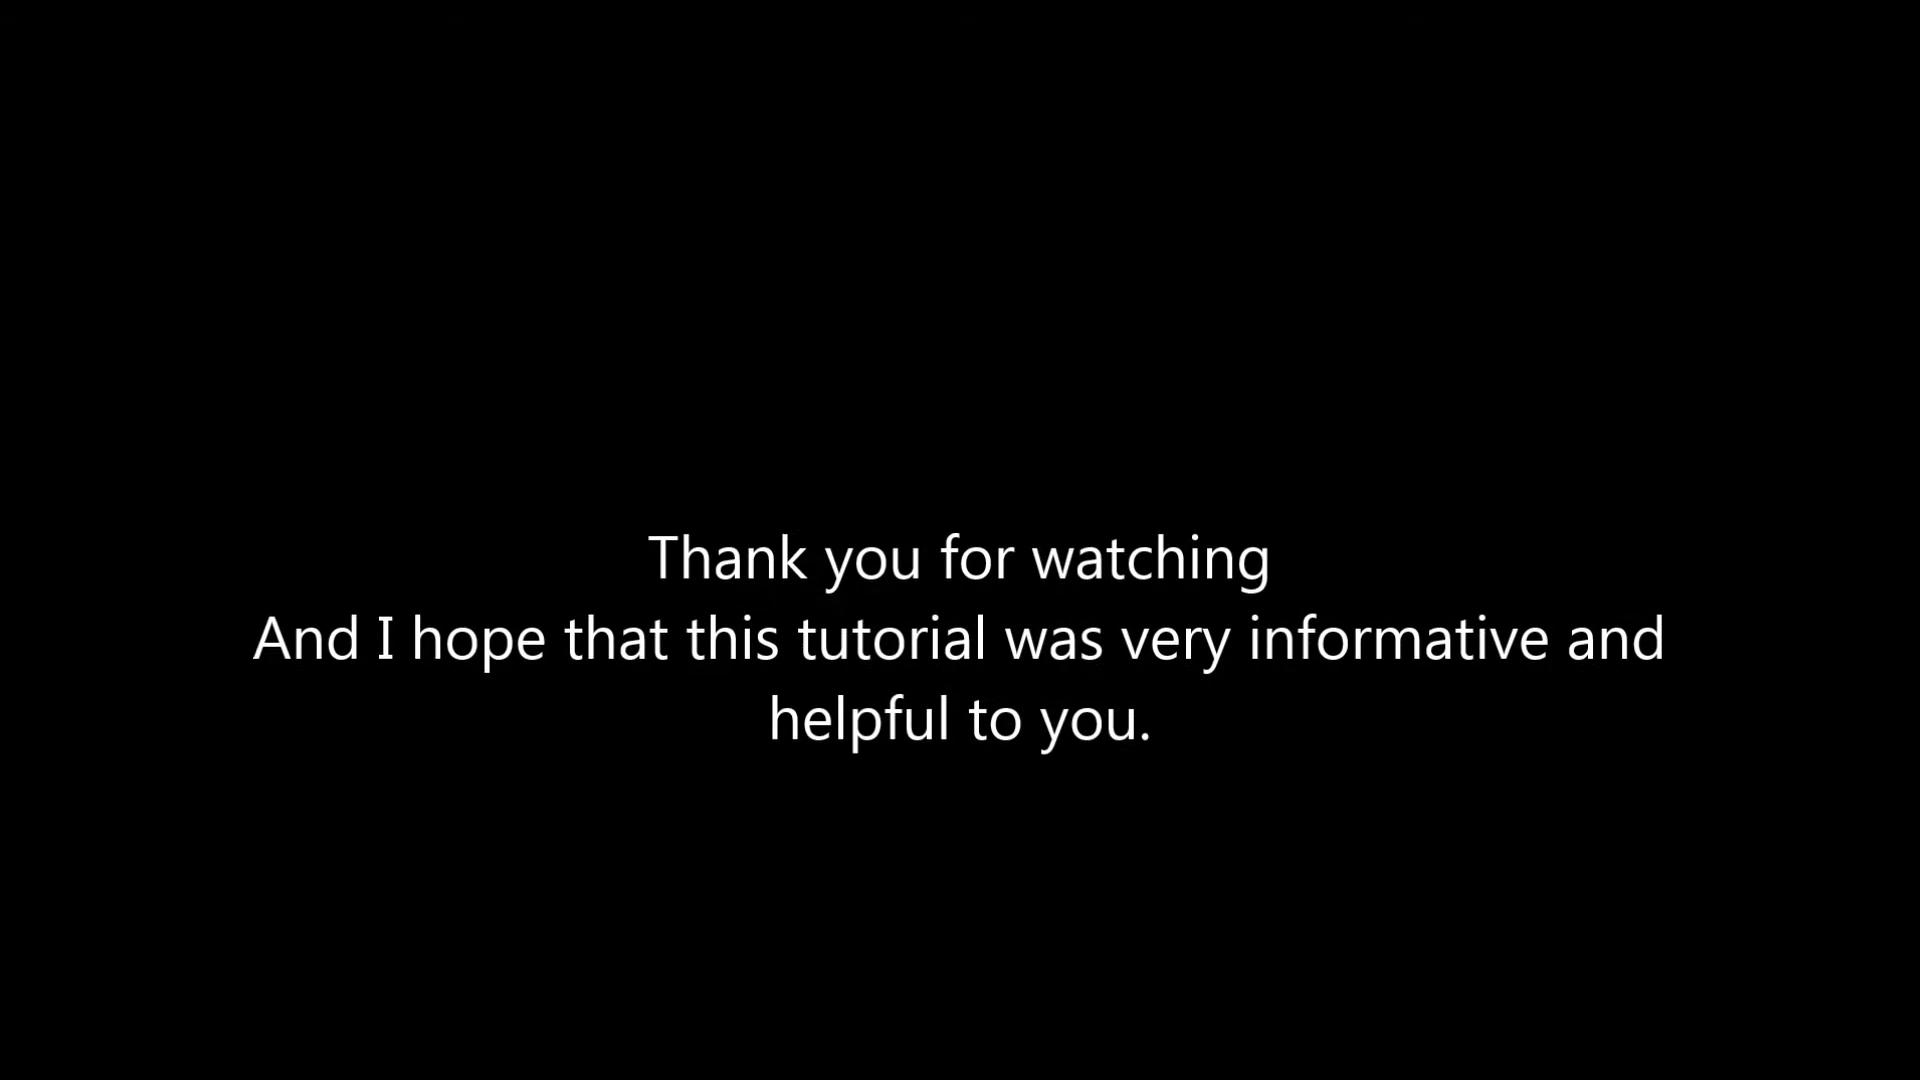 Thank you for watching
And I hope that this tutorial was very informative and
helpful to you.